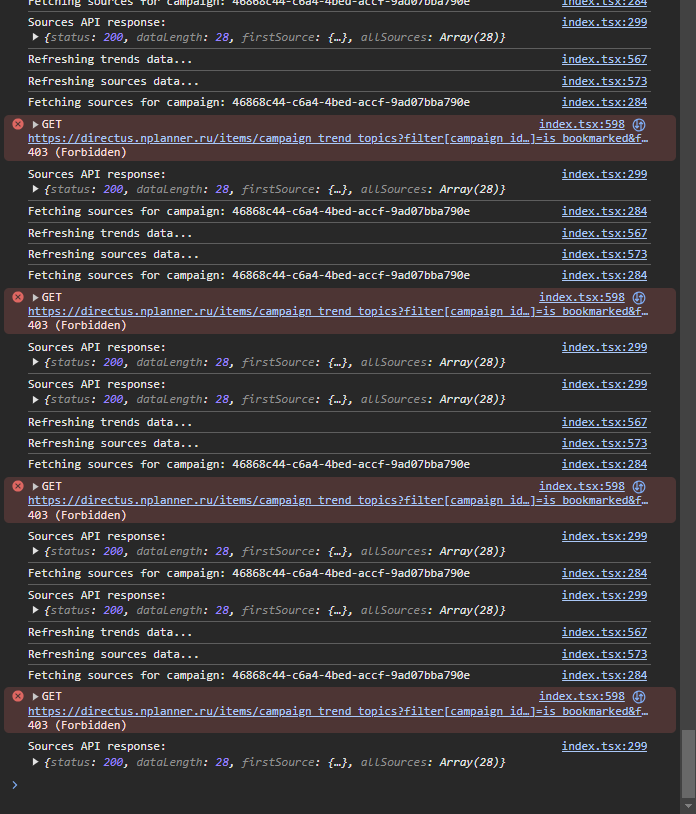 Fetching sources for campaign: 46868c44-c6a4-4bed-accf-9ad07bba790e index.tsx:284
Sources API response: index.tsx:299
{status: 200, dataLength: 28, firstSource: {…}, allSources: Array(28)}
Refreshing trends data... index.tsx:567
Refreshing sources data... index.tsx:573
Fetching sources for campaign: 46868c44-c6a4-4bed-accf-9ad07bba790e index.tsx:284
GET index.tsx:598
https://directus.nplanner.ru/items/campaign_trend_topics?filter[campaign_id…]=is_bookmarked&f…
403 (Forbidden)
Sources API response: index.tsx:299
{status: 200, dataLength: 28, firstSource: {…}, allSources: Array(28)}
Fetching sources for campaign: 46868c44-c6a4-4bed-accf-9ad07bba790e index.tsx:284
Refreshing trends data... index.tsx:567
Refreshing sources data... index.tsx:573
Fetching sources for campaign: 46868c44-c6a4-4bed-accf-9ad07bba790e index.tsx:284
GET index.tsx:598
https://directus.nplanner.ru/items/campaign_trend_topics?filter[campaign_id…]=is_bookmarked&f…
403 (Forbidden)
Sources API response: index.tsx:299
{status: 200, dataLength: 28, firstSource: {…}, allSources: Array(28)}
Sources API response: index.tsx:299
{status: 200, dataLength: 28, firstSource: {…}, allSources: Array(28)}
Refreshing trends data... index.tsx:567
Refreshing sources data... index.tsx:573
Fetching sources for campaign: 46868c44-c6a4-4bed-accf-9ad07bba790e index.tsx:284
GET index.tsx:598
https://directus.nplanner.ru/items/campaign_trend_topics?filter[campaign_id…]=is_bookmarked&f…
403 (Forbidden)
Sources API response: index.tsx:299
{status: 200, dataLength: 28, firstSource: {…}, allSources: Array(28)}
Fetching sources for campaign: 46868c44-c6a4-4bed-accf-9ad07bba790e index.tsx:284
Sources API response: index.tsx:299
{status: 200, dataLength: 28, firstSource: {…}, allSources: Array(28)}
Refreshing trends data... index.tsx:567
Refreshing sources data... index.tsx:573
Fetching sources for campaign: 46868c44-c6a4-4bed-accf-9ad07bba790e index.tsx:284
GET index.tsx:598
https://directus.nplanner.ru/items/campaign_trend_topics?filter[campaign_id…]=is_bookmarked&f…
403 (Forbidden)
Sources API response: index.tsx:299
{status: 200, dataLength: 28, firstSource: {…}, allSources: Array(28)}